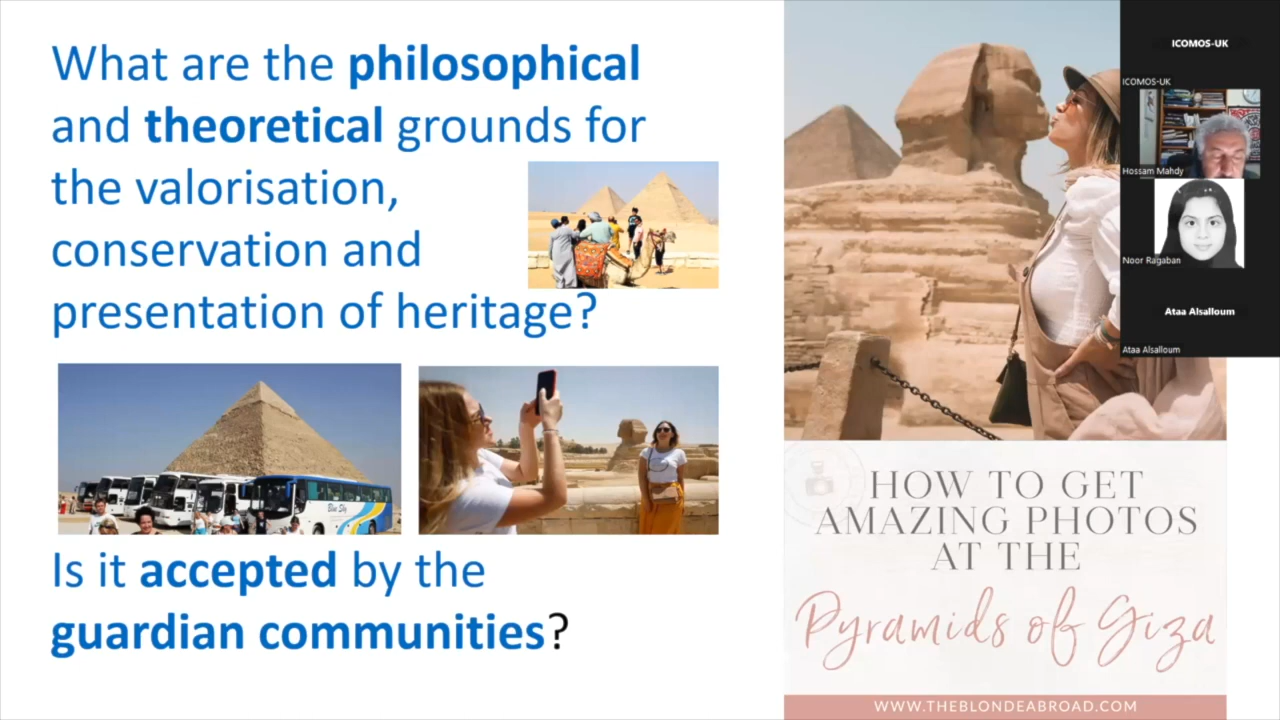 What are the philosophical
and theoretical grounds for
the valorisation,
conservation and
presentation of heritage?
Blue Sky
Is it accepted by the
guardian communities?
HOW TO GET
AMAZING PHOTOS
AT THE
Pyramids of Giza
WWW.THEBLONDEABROAD.COM
ICOMOS-UK
ICOMOS-UK
Hossam Mahdy
Noor Ragaban
Ataa Alsalloum
Ataa Alsalloum